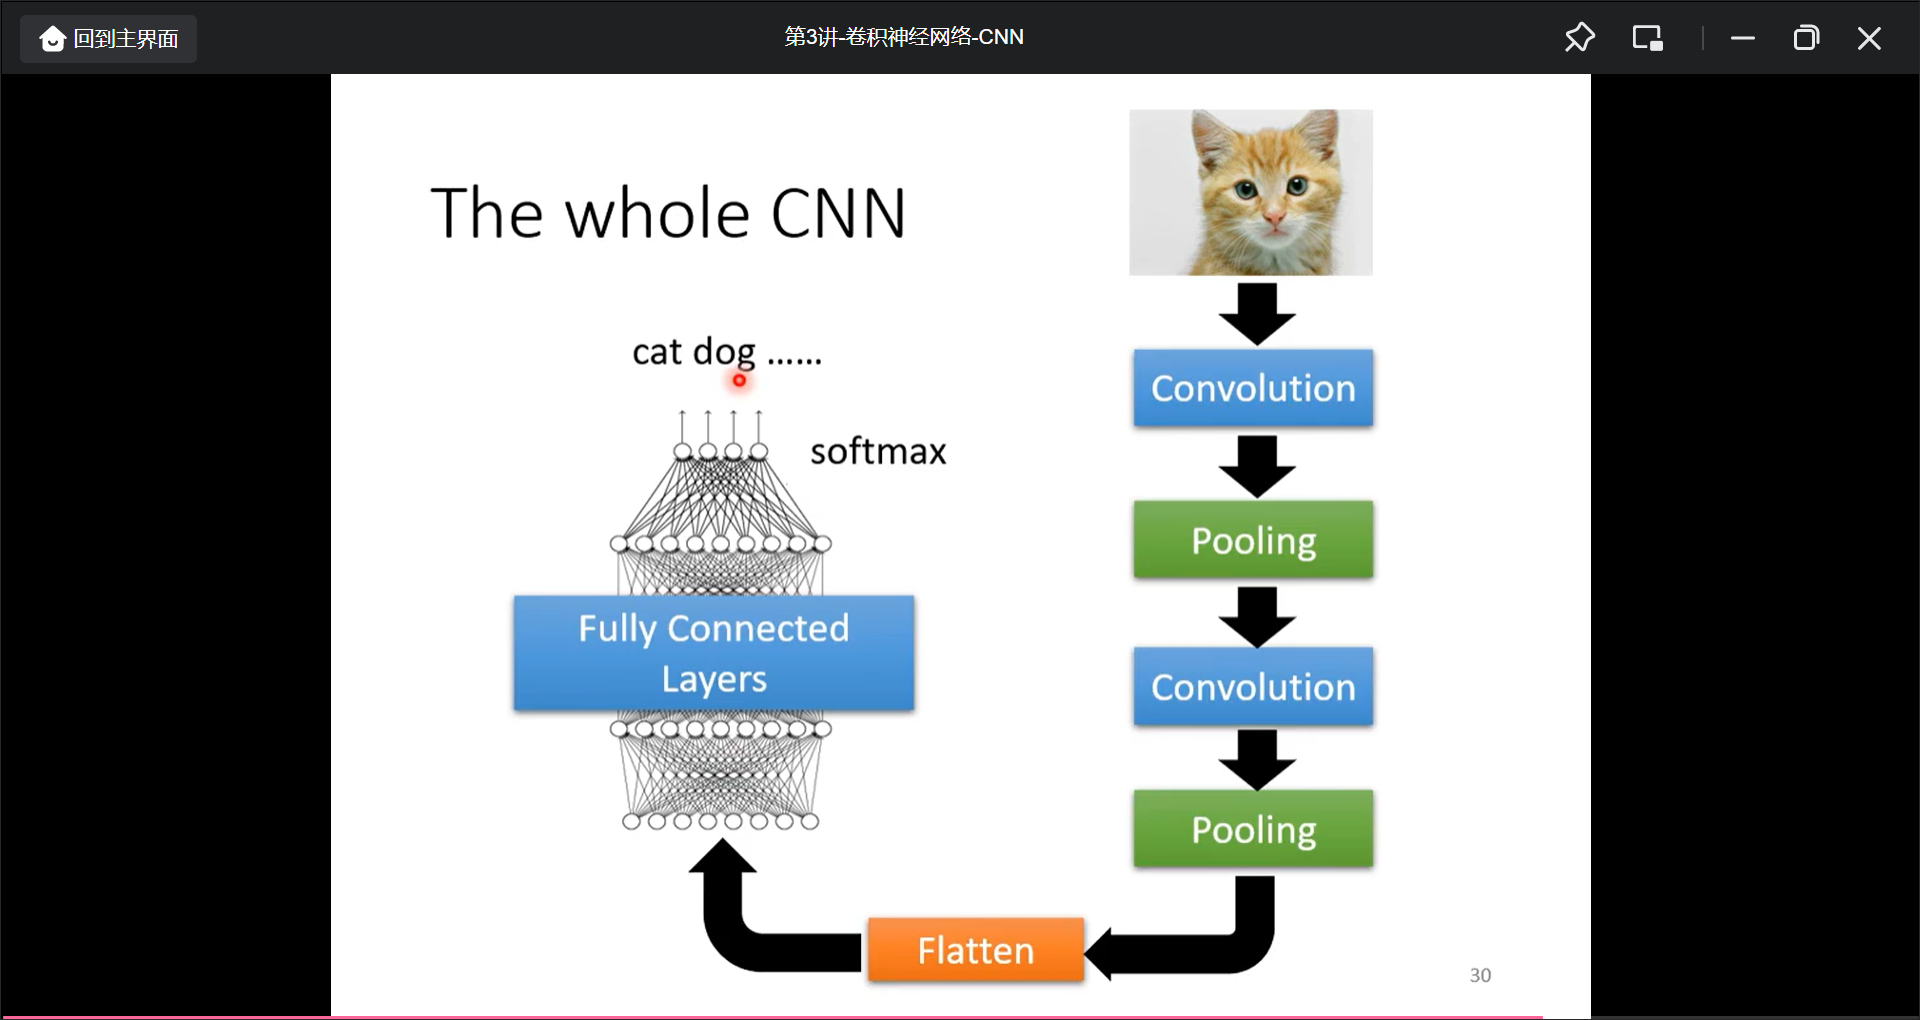 回到主界面
第3讲-卷积神经网络-CNN
The whole CNN
cat dog ......
softmax
Fully Connected
Layers
Convolution
Pooling
Convolution
Pooling
Flatten
30